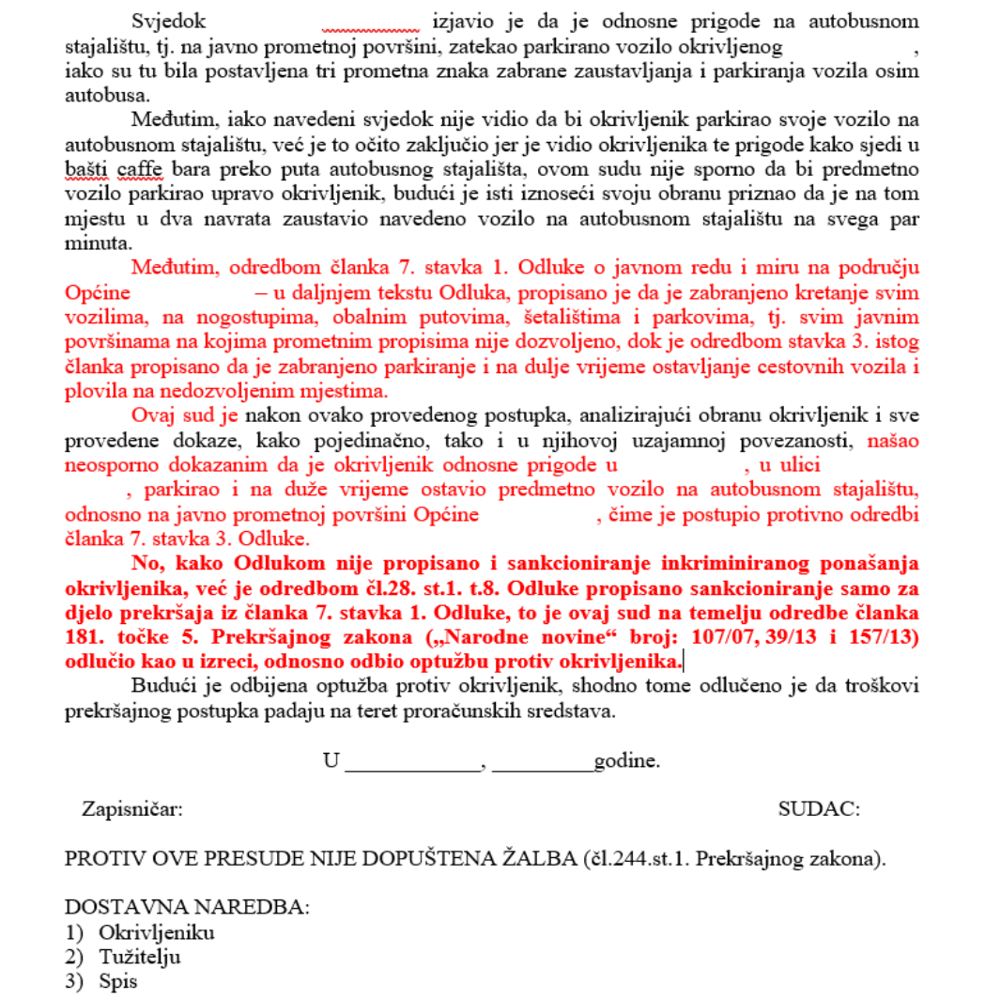 Svjedok izjavio je da je odnosne prigode na autobusnom
stajalištu, tj. na javno prometnoj površini, zatekao parkirano vozilo okrivljenog ,
iako su tu bila postavljena tri prometna znaka zabrane zaustavljanja i parkiranja vozila osim
autobusa.
Međutim, iako navedeni svjedok nije vidio da bi okrivljenik parkirao svoje vozilo na
autobusnom stajalištu, već je to očito zaključio jer je vidio okrivljenika te prigode kako sjedi u
bašti caffe bara preko puta autobusnog stajališta, ovom sudu nije sporno da bi predmetno
vozilo parkirao upravo okrivljenik, budući je isti iznoseći svoju obranu priznao da je na tom
mjestu u dva navrata zaustavio navedeno vozilo na autobusnom stajalištu na svega par
minuta.
Međutim, odredbom članka 7. stavka 1. Odluke o javnom redu i miru na području
Općine – u daljnjem tekstu Odluka, propisano je da je zabranjeno kretanje svim
vozilima, na nogostupima, obalnim putovima, šetalištima i parkovima, tj. svim javnim
površinama na kojima prometnim propisima nije dozvoljeno, dok je odredbom stavka 3. istog
članka propisano da je zabranjeno parkiranje i na dulje vrijeme ostavljanje cestovnih vozila i
plovila na nedozvoljenim mjestima.
Ovaj sud je nakon ovako provedenog postupka, analizirajući obranu okrivljenik i sve
provedene dokaze, kako pojedinačno, tako i u njihovoj uzajamnoj povezanosti, našao
neosporno dokazanim da je okrivljenik odnosne prigode u , u ulici
, parkirao i na duže vrijeme ostavio predmetno vozilo na autobusnom stajalištu,
odnosno na javno prometnoj površini Općine , čime je postupio protivno odredbi
članka 7. stavka 3. Odluke.
No, kako Odlukom nije propisano i sankcioniranje inkriminiranog ponašanja
okrivljenika, već je odredbom čl.28. st.1. t.8. Odluke propisano sankcioniranje samo za
djelo prekršaja iz članka 7. stavka 1. Odluke, to je ovaj sud na temelju odredbe članka
181. točke 5. Prekršajnog zakona („Narodne novine“ broj: 107/07, 39/13 i 157/13)
odlučio kao u izreci, odnosno odbio optužbu protiv okrivljenika.
Budući je odbijena optužba protiv okrivljenik, shodno tome odlučeno je da troškovi
prekršajnog postupka padaju na teret proračunskih sredstava.
U ____________, _________godine.
Zapisničar: SUDAC:
PROTIV OVE PRESUDE NIJE DOPUŠTENA ŽALBA (čl.244.st.1. Prekršajnog zakona).
DOSTAVNA NAREDBA:
1) Okrivljeniku
2) Tužitelju
3) Spis